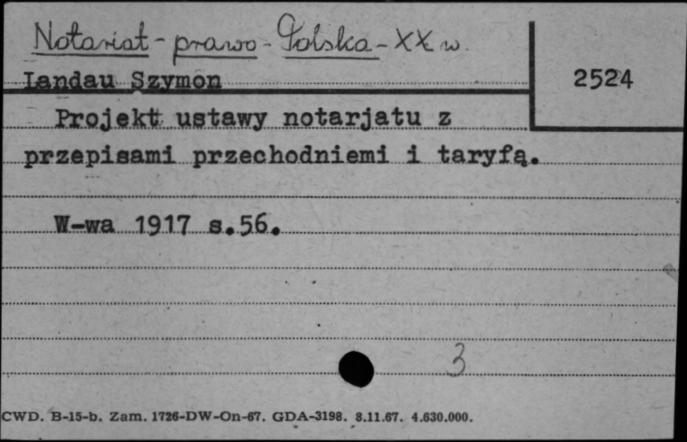 Notariat - prawo - Polska - XX w.
Landau Szymon
2524
Projekt ustawy notarjatu z
przepisami przechodniemi i taryfą.
W-wa 1917 s.56.
3
CWD. B-15-b. Zam. 1726-DW-On-67. GDA-3198. 8.11.67. 4.630.000.